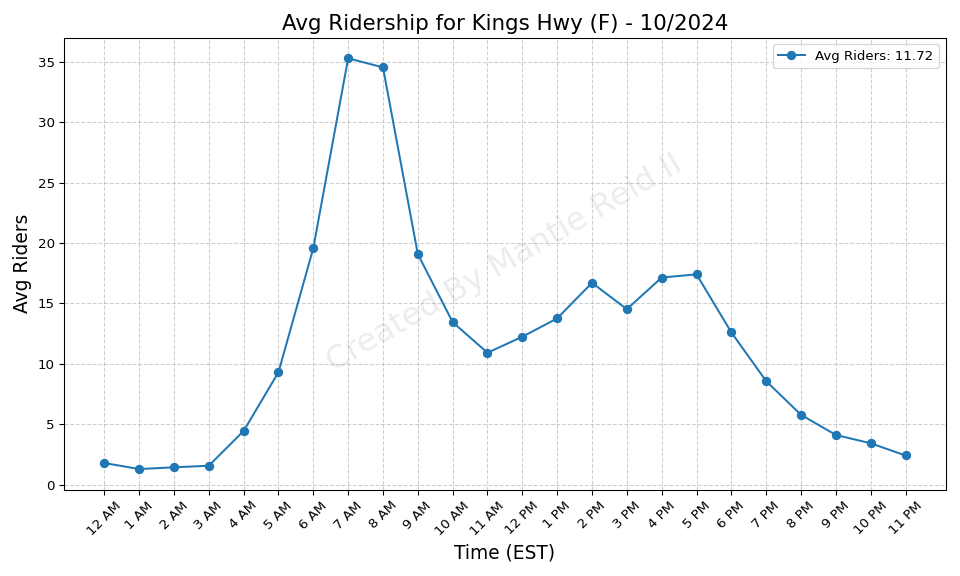 Avg Ridership for Kings Hwy (F) - 10/2024
Avg Riders: 11.72
Avg Riders
35
30
25
20
15
10
5
0
Created By Mantie Reid II
12 AM 1 AM 2 AM 3 AM 4 AM 5 AM 6 AM 7 AM 8 AM 9 AM 10 AM 11 AM 12 PM 1 PM 2 PM 3 PM 4 PM 5 PM 6 PM 7 PM 8 PM 9 PM 10 PM 11 PM
Time (EST)